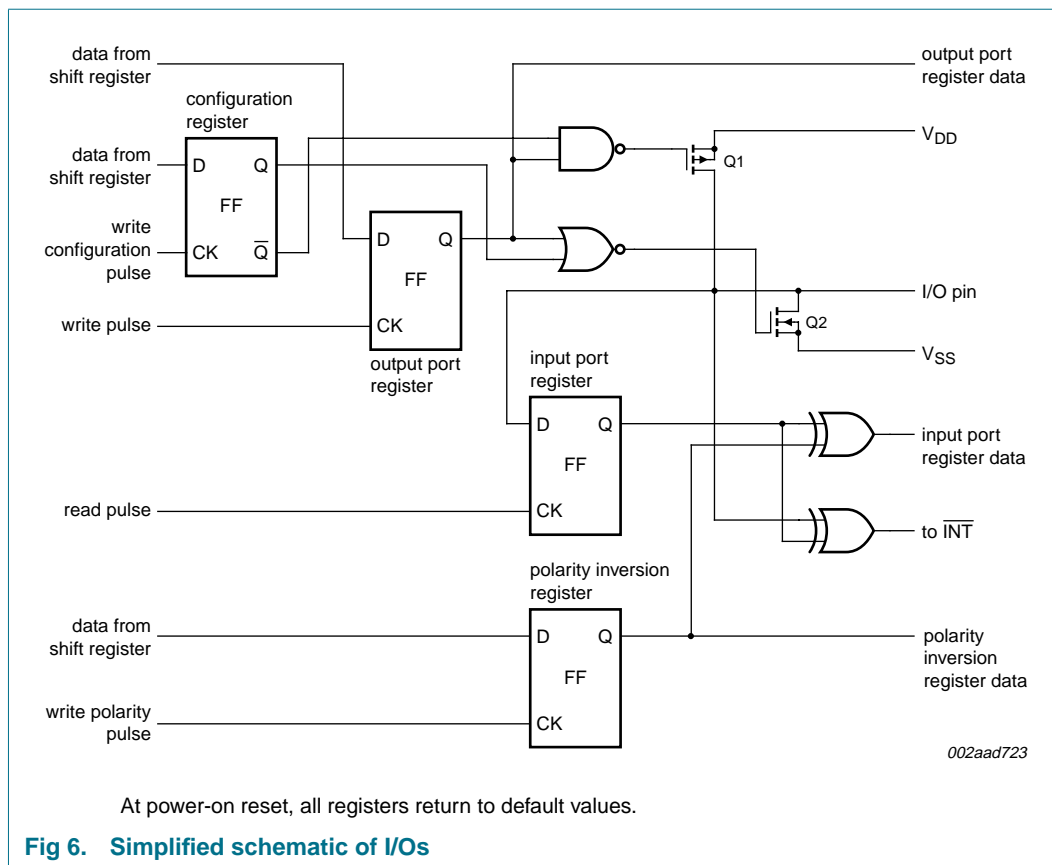 data from
shift register
output port
register data
configuration
register
V_DD
data from
shift register
D
Q
Q1
FF
write
configuration
pulse
CK
Q̅
D
Q
FF
I/O pin
Q2
write pulse
CK
V_SS
output port
register
input port
register
D
Q
input port
register data
FF
read pulse
CK
to I̅N̅T̅
polarity inversion
register
data from
shift register
D
Q
polarity
inversion
register data
FF
write polarity
pulse
CK
002aad723
At power-on reset, all registers return to default values.
Fig 6. Simplified schematic of I/Os